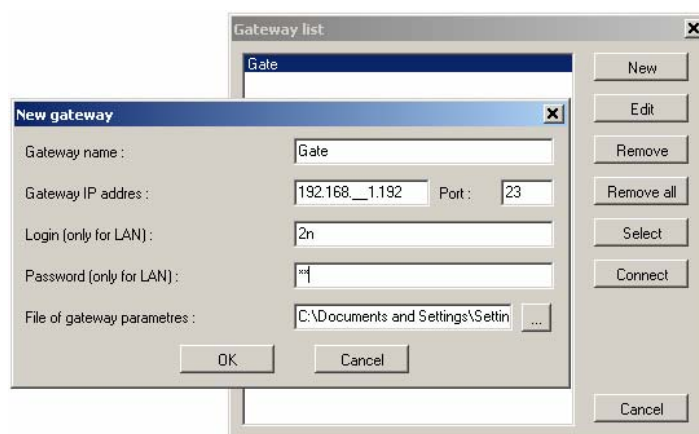 Gateway list
Gate
New
Edit
Remove
Remove all
Select
Connect
Cancel
New gateway
Gateway name :
Gate
Gateway IP addres :
192.168.__1.192
Port :
23
Login (only for LAN) :
2n
Password (only for LAN) :
**
File of gateway parametres :
C:\Documents and Settings\Settin
...
OK
Cancel